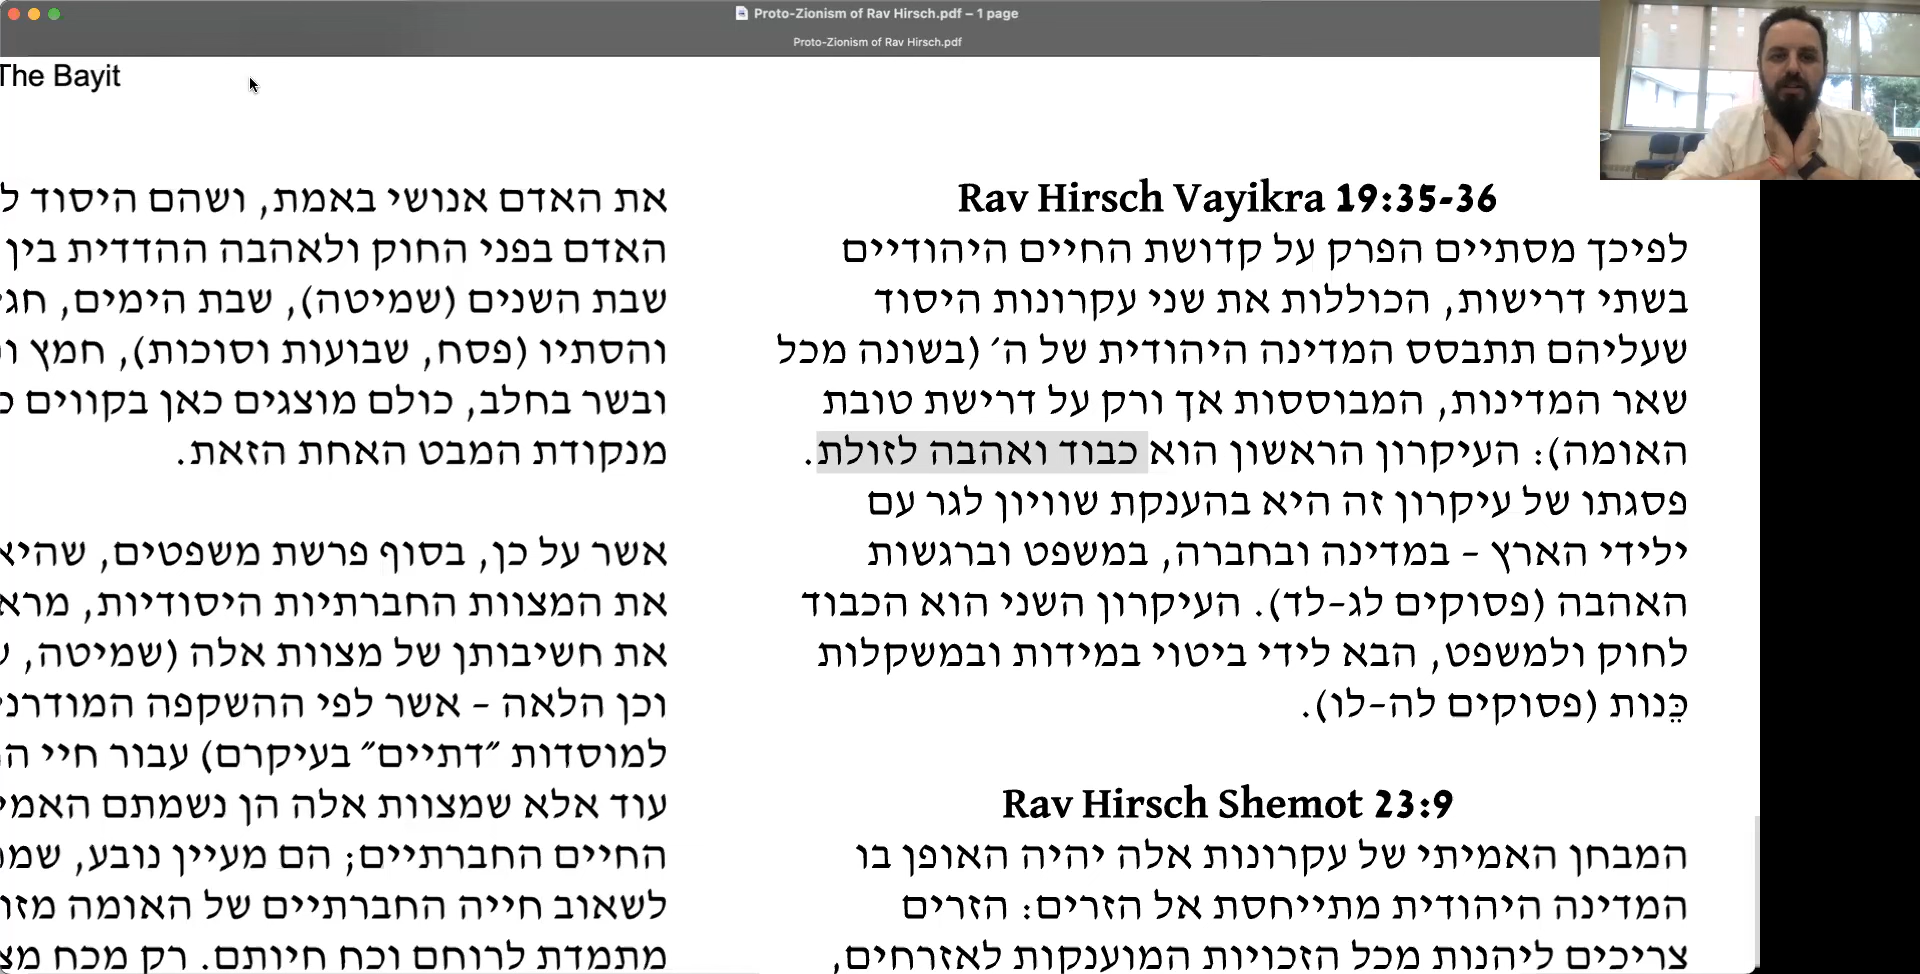 Proto-Zionism of Rav Hirsch.pdf – 1 page
Proto-Zionism of Rav Hirsch.pdf
The Bayit
Rav Hirsch Vayikra 19:35-36
לפיכך מסתיים הפרק על קדושת החיים היהודיים
בשתי דרישות, הכוללות את שני עקרונות היסוד
שעליהם תתבסס המדינה היהודית של ה׳ (בשונה מכל
שאר המדינות, המבוססות אך ורק על דרישת טובת
האומה): העיקרון הראשון הוא כבוד ואהבה לזולת.
פסגתו של עיקרון זה היא בהענקת שוויון לגר עם
ילידי הארץ – במדינה ובחברה, במשפט וברגשות
האהבה (פסוקים לג-לד). העיקרון השני הוא הכבוד
לחוק ולמשפט, הבא לידי ביטוי במידות ובמשקלות
כֵּנות (פסוקים לה-לו).
Rav Hirsch Shemot 23:9
המבחן האמיתי של עקרונות אלה יהיה האופן בו
המדינה היהודית מתייחסת אל הזרים: הזרים
צריכים ליהנות מכל הזכויות המוענקות לאזרחים,
את האדם אנושי באמת, ושהם היסוד
האדם בפני החוק ולאהבה ההדדית בין
שבת השנים (שמיטה), שבת הימים,
והסתיו (פסח, שבועות וסוכות), חמץ
ובשר בחלב, כולם מוצגים כאן בקווים
מנקודת המבט האחת הזאת.
אשר על כן, בסוף פרשת משפטים,
את המצוות החברתיות היסודיות,
את חשיבותן של מצוות אלה (שמיטה,
וכן הלאה – אשר לפי ההשקפה
למוסדות ״דתיים״ בעיקרם) עבור חיי
עוד אלא שמצוות אלה הן נשמתם
החיים החברתיים; הם מעיין נובע,
לשאוב חייה החברתיים של האומה
מתמדת לרוחם וכח חיותם. רק מכח